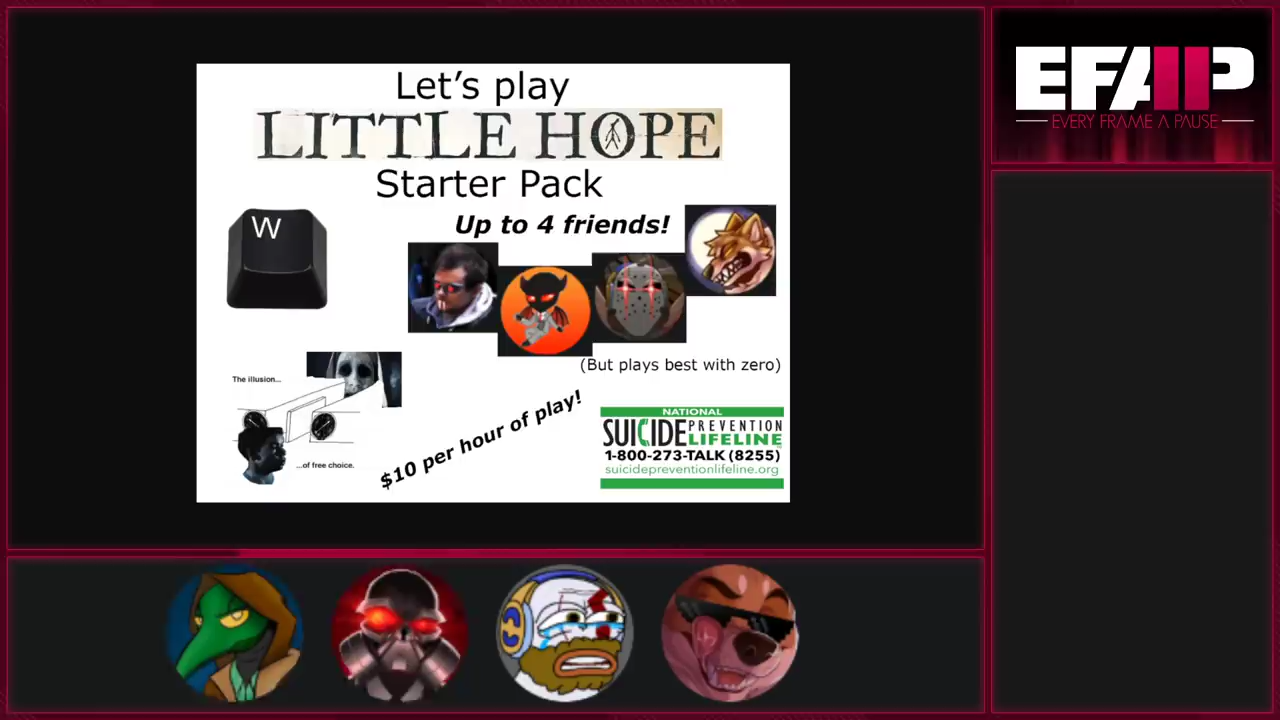 Let's play
LITTLE HOPE
Starter Pack
W
Up to 4 friends!
(But plays best with zero)
The illusion...
...of free choice.
$10 per hour of play!
NATIONAL
SUICIDE PREVENTION
LIFELINE
1-800-273-TALK (8255)
suicidepreventionlifeline.org
EFAP
EVERY FRAME A PAUSE